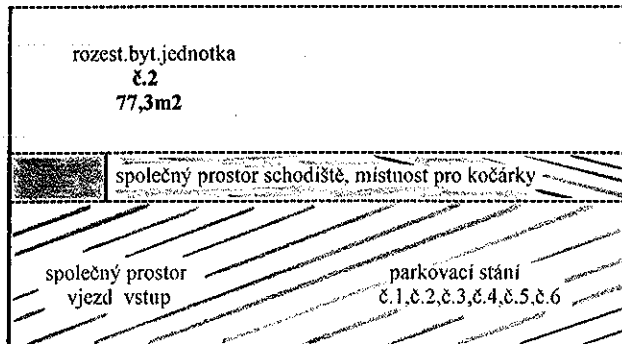 rozest.byt.jednotka
č.2
77,3m2
společný prostor schodiště, místnost pro kočárky
společný prostor
vjezd vstup
parkovací stání
č.1,č.2,č.3,č.4,č.5,č.6